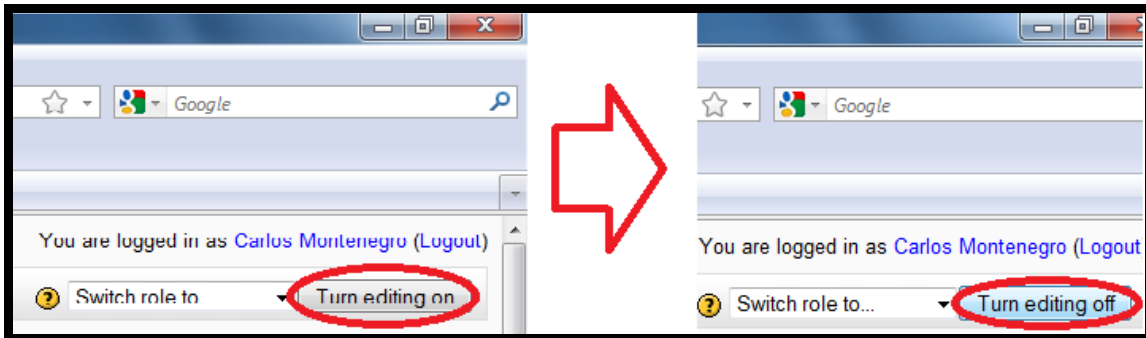 Google
You are logged in as Carlos Montenegro (Logout)
Switch role to
Turn editing on
Google
You are logged in as Carlos Montenegro (Logout
Switch role to...
Turn editing off